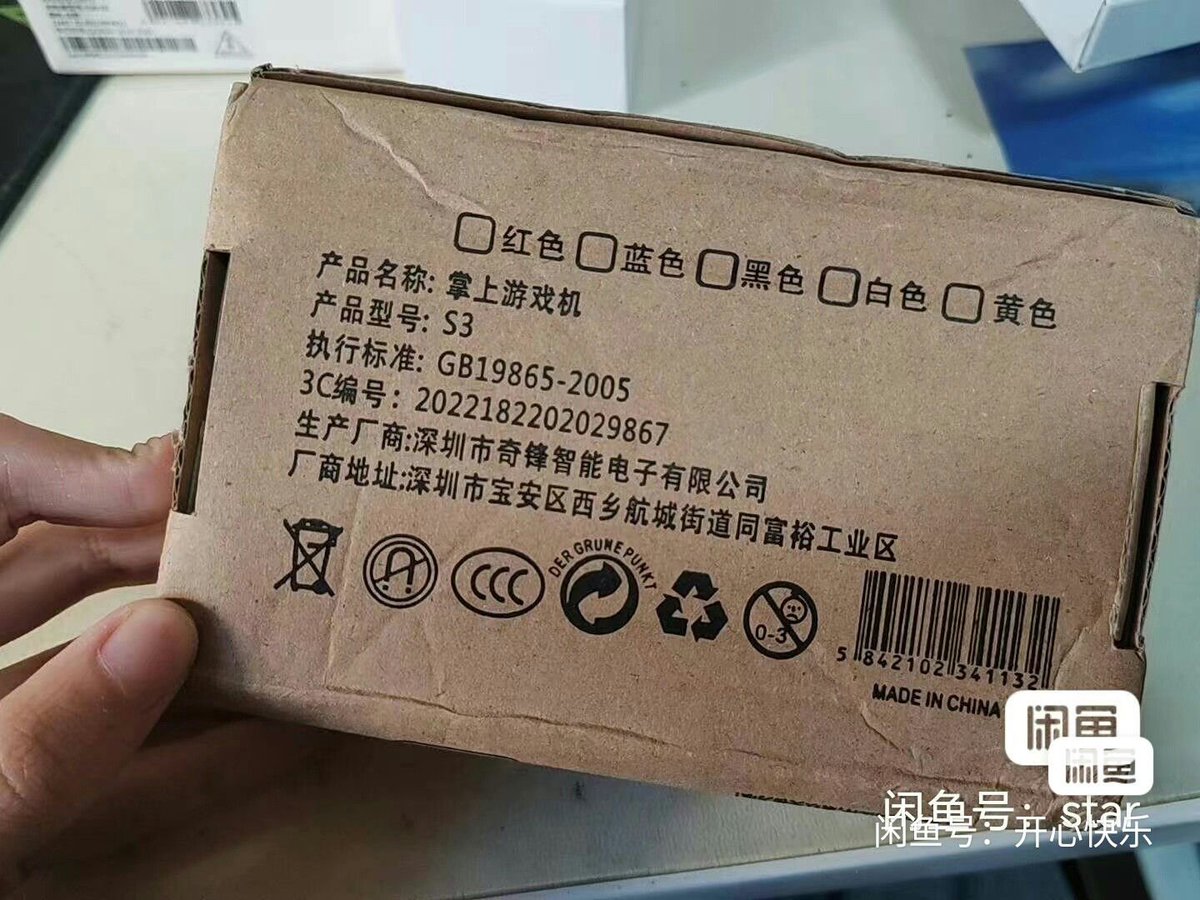 红色 蓝色 黑色 白色 黄色
产品名称: 掌上游戏机
产品型号: S3
执行标准: GB19865-2005
3C编号: 2022182202029867
生产厂商:深圳市奇锋智能电子有限公司
厂商地址:深圳市宝安区西乡航城街道同富裕工业区
CCC
DER GRUNE PUNKT
0-3
5 842102 341132
MADE IN CHINA
闲鱼
闲鱼
闲鱼号: star
闲鱼号: 开心快乐